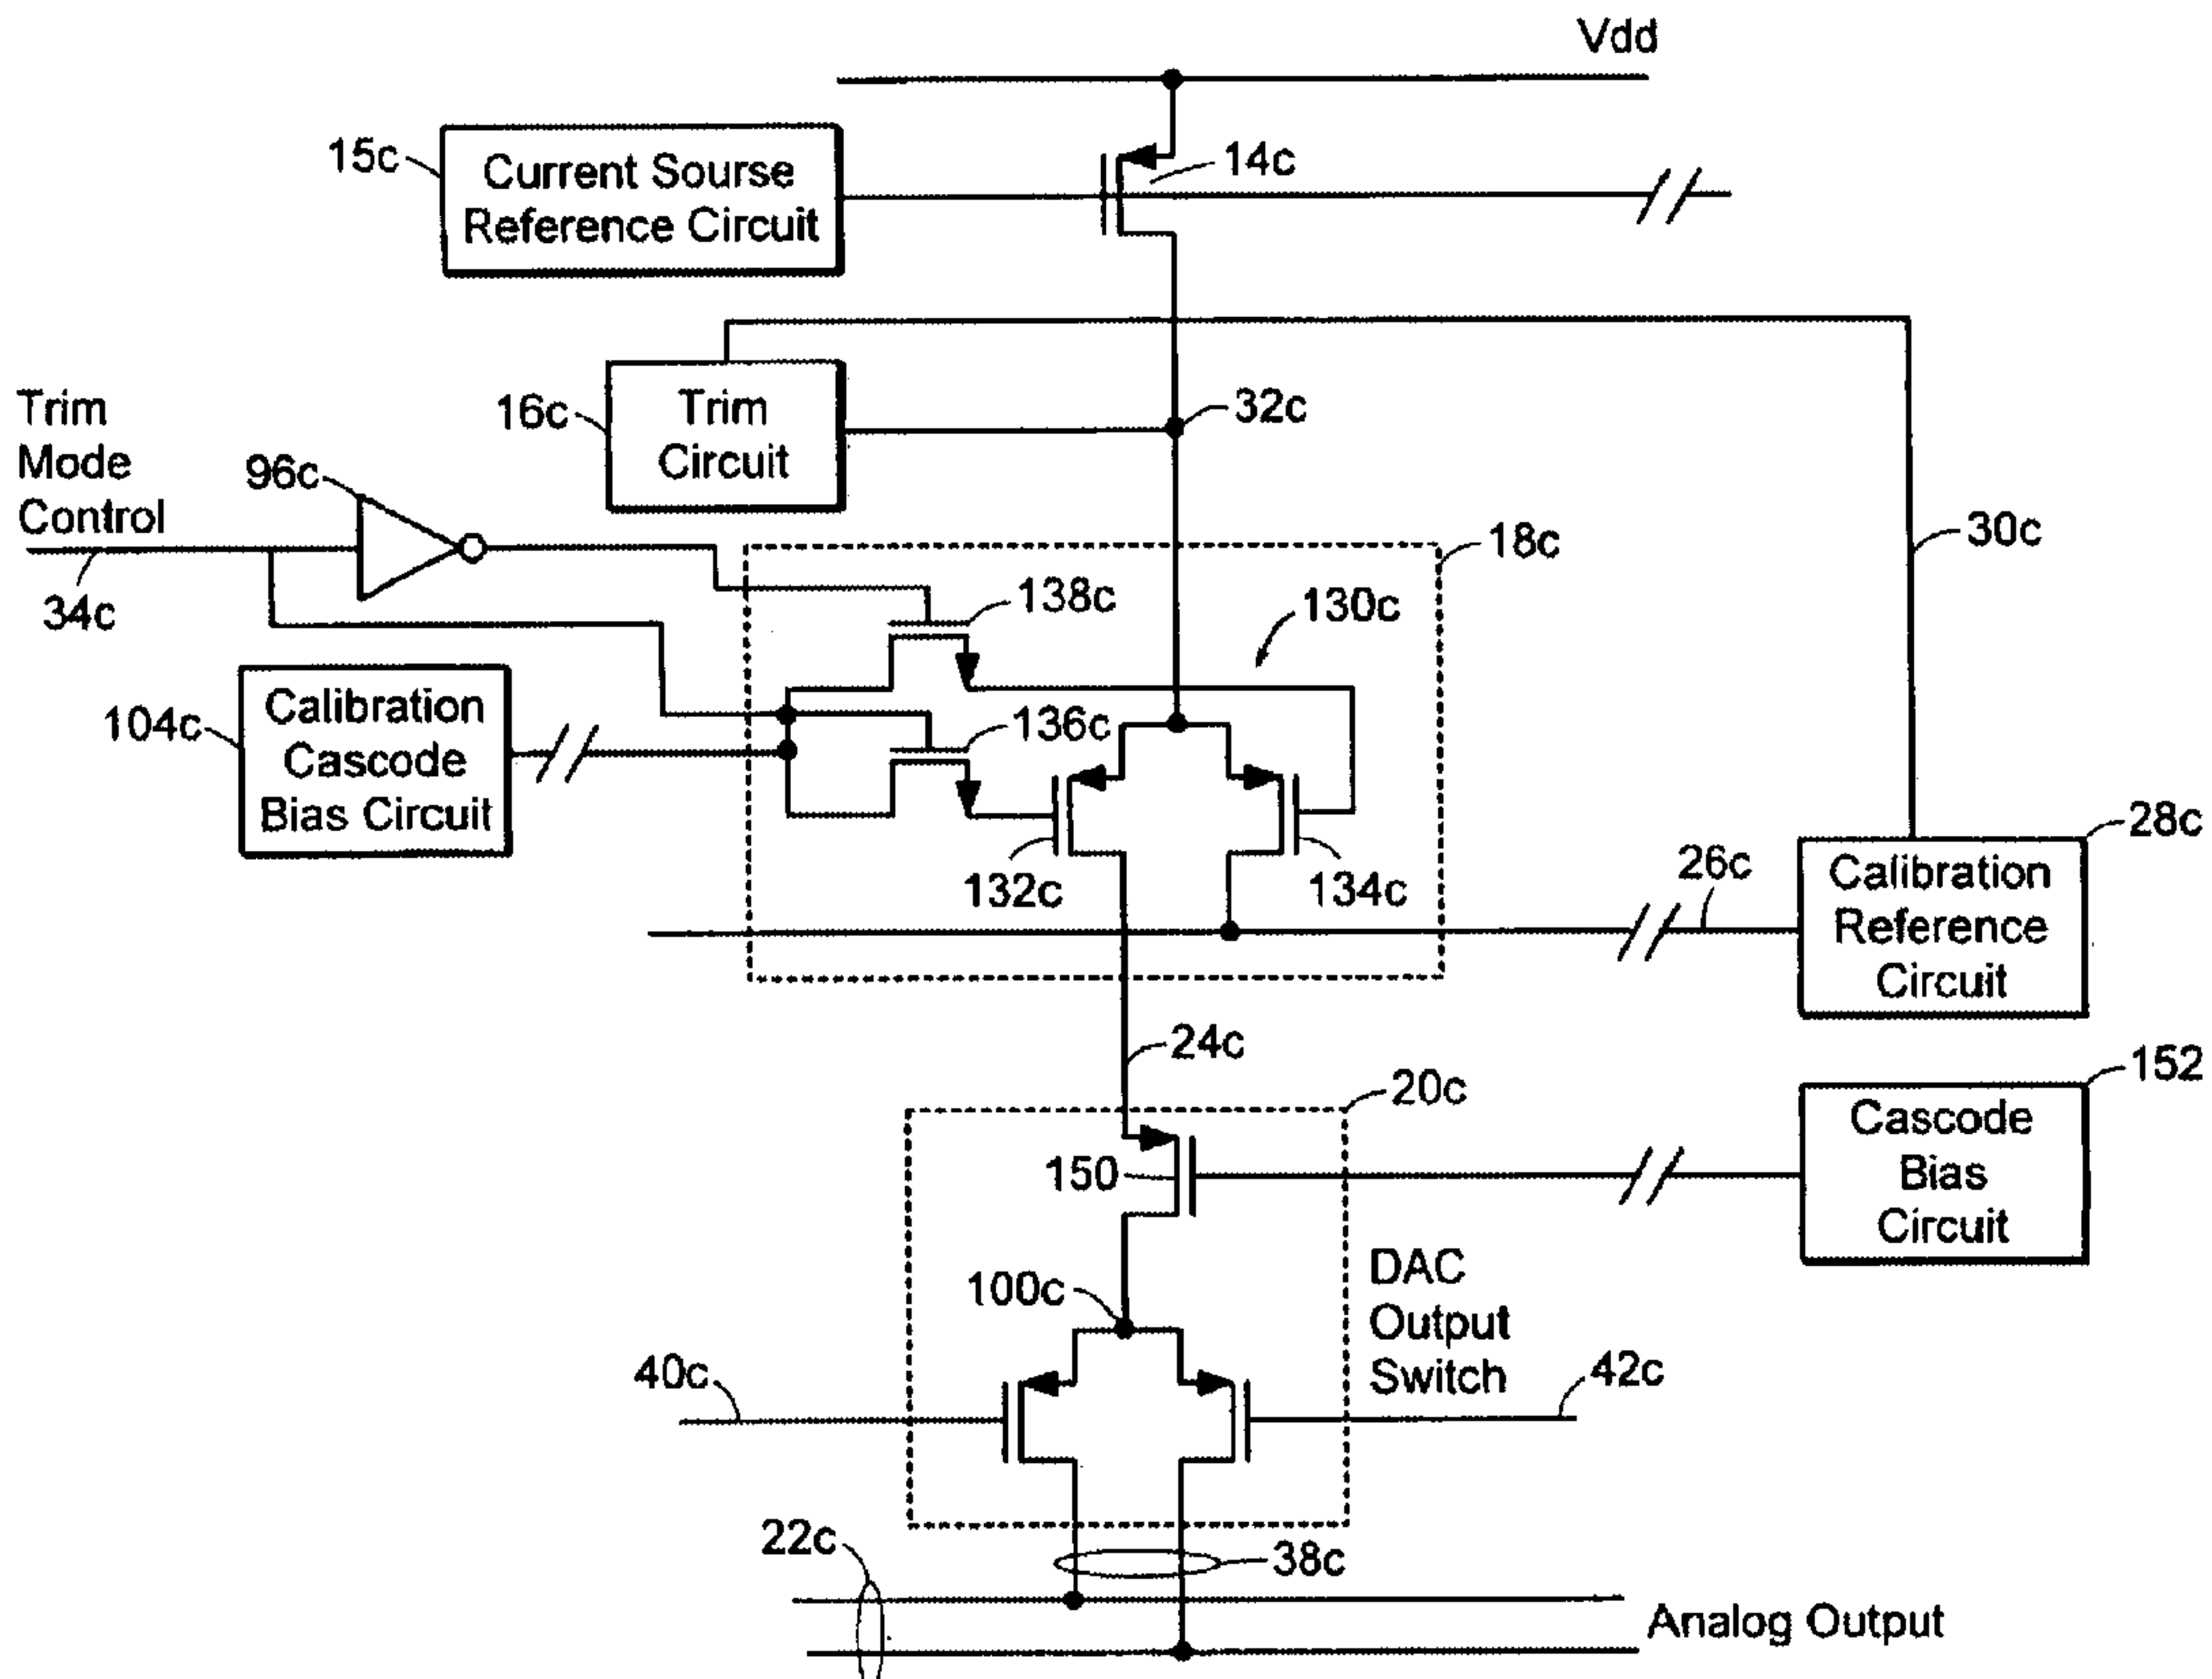 Vdd
15c
Current Sourse
Reference Circuit
14c
Trim
Mode
Control
16c
Trim
Circuit
32c
96c
34c
18c
30c
138c
130c
104c
Calibration
Cascode
Bias Circuit
136c
132c
134c
26c
28c
Calibration
Reference
Circuit
24c
20c
152
Cascode
Bias
Circuit
150
100c
DAC
Output
Switch
40c
42c
22c
38c
Analog Output